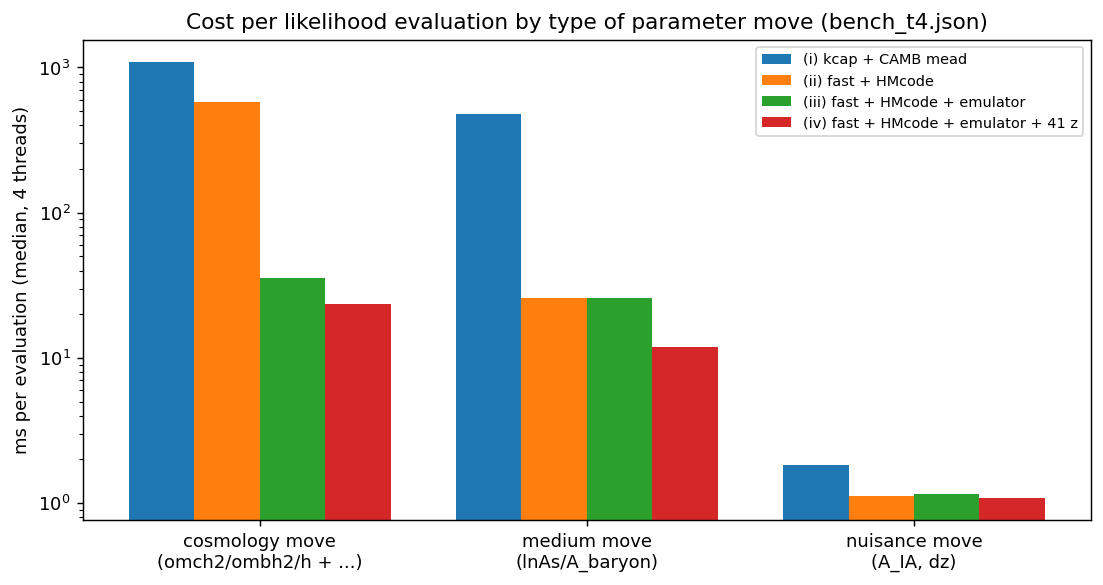 Cost per likelihood evaluation by type of parameter move (bench_t4.json)
ms per evaluation (median, 4 threads)
10³
10²
10¹
10⁰
(i) kcap + CAMB mead
(ii) fast + HMcode
(iii) fast + HMcode + emulator
(iv) fast + HMcode + emulator + 41 z
cosmology move
(omch2/ombh2/h + ...)
medium move
(lnAs/A_baryon)
nuisance move
(A_IA, dz)